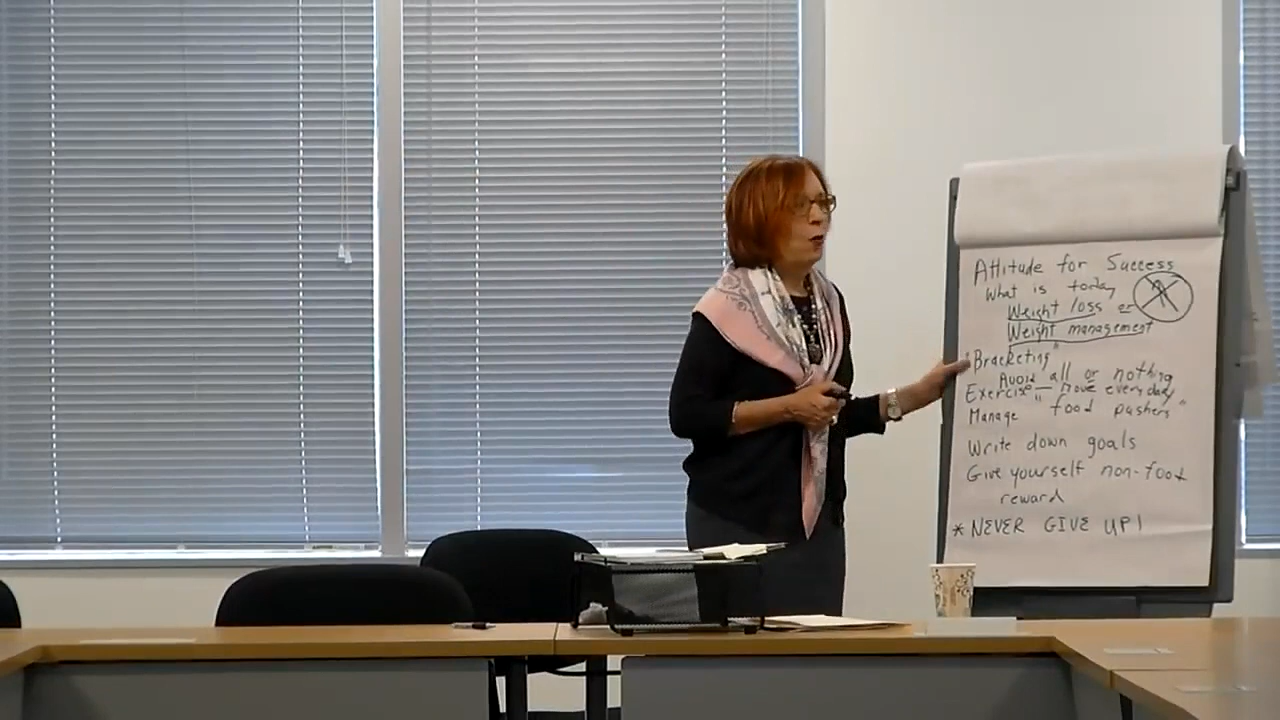 Attitude for Success
What is today
Weight loss or
Weight management
"Bracketing"
Avoid all or nothing
Exercise — move every day
Manage "food pushers"
Write down goals
Give yourself non-food
reward
* NEVER GIVE UP!